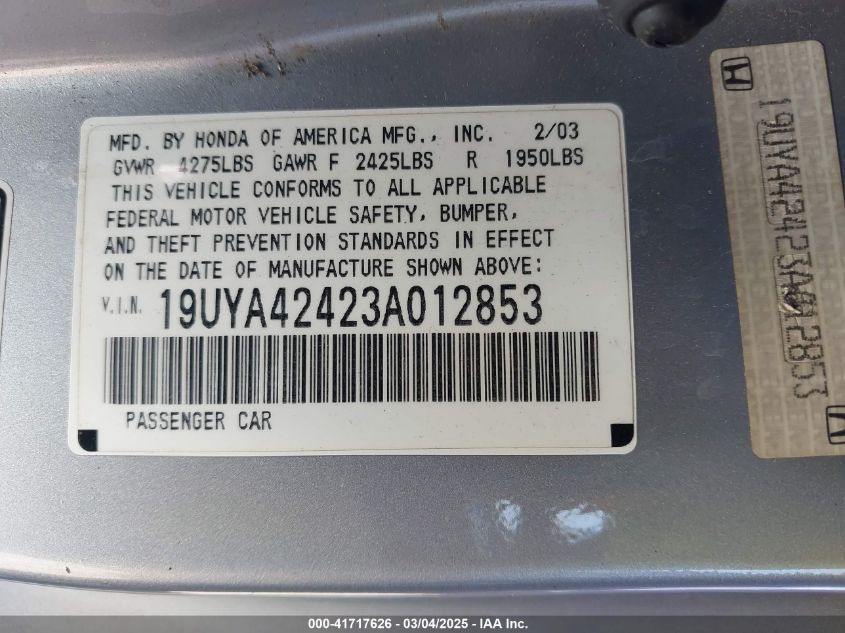 MFD. BY HONDA OF AMERICA MFG., INC. 2/03
GVWR 4275LBS GAWR F 2425LBS R 1950LBS
THIS VEHICLE CONFORMS TO ALL APPLICABLE
FEDERAL MOTOR VEHICLE SAFETY, BUMPER,
AND THEFT PREVENTION STANDARDS IN EFFECT
ON THE DATE OF MANUFACTURE SHOWN ABOVE:
V.I.N. 19UYA42423A012853
PASSENGER CAR
19UYA42423A012853
000-41717626 - 03/04/2025 - IAA Inc.